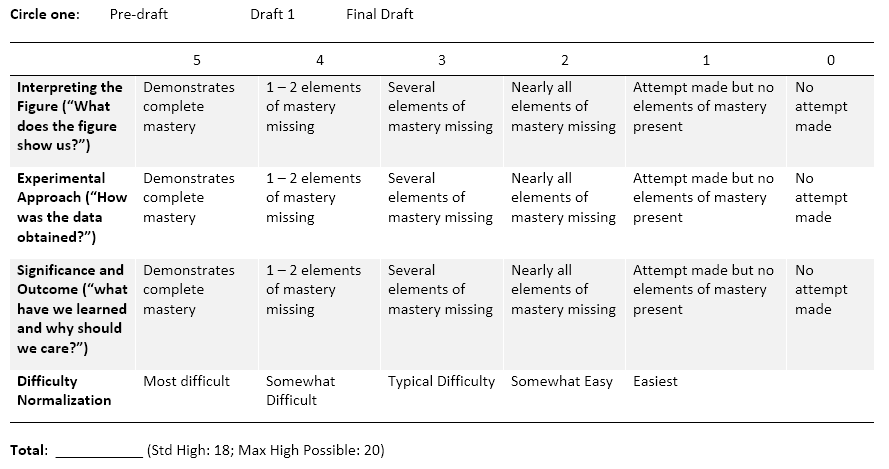 Circle one: Pre-draft Draft 1 Final Draft
5 4 3 2 1 0
Interpreting the Figure (“What does the figure show us?”) Demonstrates complete mastery 1 – 2 elements of mastery missing Several elements of mastery missing Nearly all elements of mastery missing Attempt made but no elements of mastery present No attempt made
Experimental Approach (“How was the data obtained?”) Demonstrates complete mastery 1 – 2 elements of mastery missing Several elements of mastery missing Nearly all elements of mastery missing Attempt made but no elements of mastery present No attempt made
Significance and Outcome (“what have we learned and why should we care?”) Demonstrates complete mastery 1 – 2 elements of mastery missing Several elements of mastery missing Nearly all elements of mastery missing Attempt made but no elements of mastery present No attempt made
Difficulty Normalization Most difficult Somewhat Difficult Typical Difficulty Somewhat Easy Easiest
Total: ____________ (Std High: 18; Max High Possible: 20)